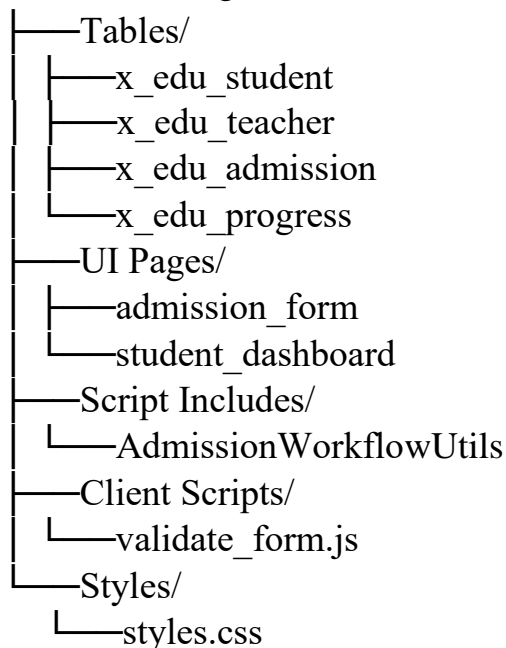 ├──Tables/
│ ├──x_edu_student
│ ├──x_edu_teacher
│ ├──x_edu_admission
│ └──x_edu_progress
├──UI Pages/
│ ├──admission_form
│ └──student_dashboard
├──Script Includes/
│ └──AdmissionWorkflowUtils
├──Client Scripts/
│ └──validate_form.js
└──Styles/
  └──styles.css